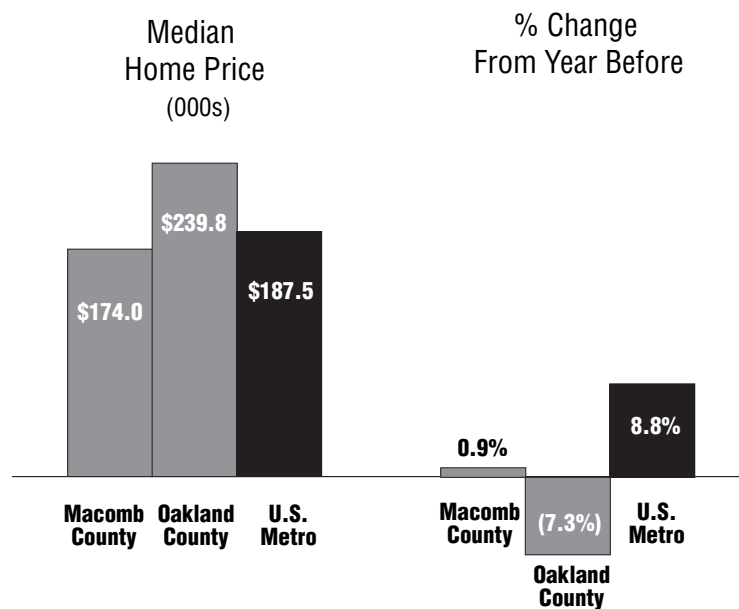 Median
Home Price
(000s)
$174.0
$239.8
$187.5
Macomb
County
Oakland
County
U.S.
Metro
% Change
From Year Before
0.9%
(7.3%)
8.8%
Macomb
County
Oakland
County
U.S.
Metro